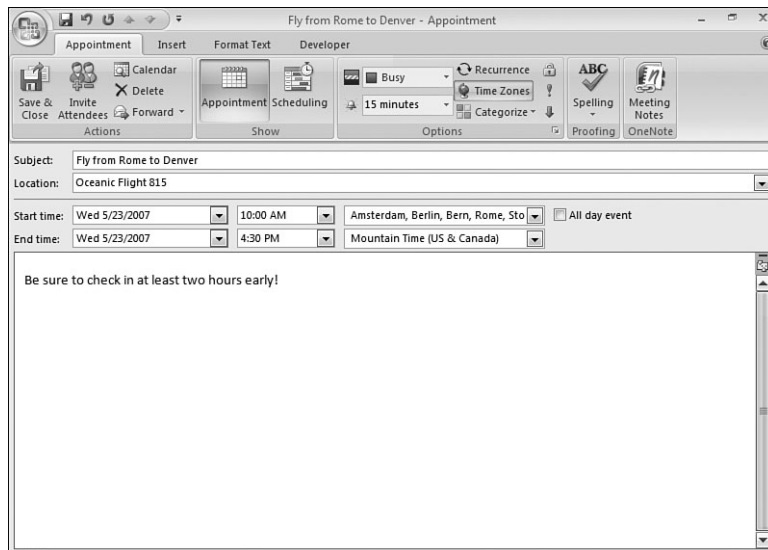 Fly from Rome to Denver - Appointment
Appointment Insert Format Text Developer
Save & Close
Invite Attendees
Calendar
Delete
Forward
Actions
Appointment
Scheduling
Show
Busy
15 minutes
Recurrence
Time Zones
Categorize
Options
ABC
Spelling
Proofing
Meeting Notes
OneNote
Subject: Fly from Rome to Denver
Location: Oceanic Flight 815
Start time: Wed 5/23/2007 10:00 AM Amsterdam, Berlin, Bern, Rome, Sto All day event
End time: Wed 5/23/2007 4:30 PM Mountain Time (US & Canada)
Be sure to check in at least two hours early!